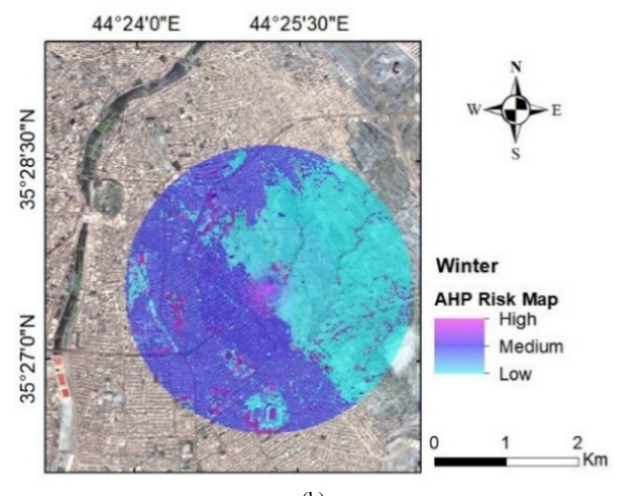 44°24'0"E 44°25'30"E
35°28'30"N
35°27'0"N
N
W E
S
Winter
AHP Risk Map
High
Medium
Low
0 1 2
Km
(b)